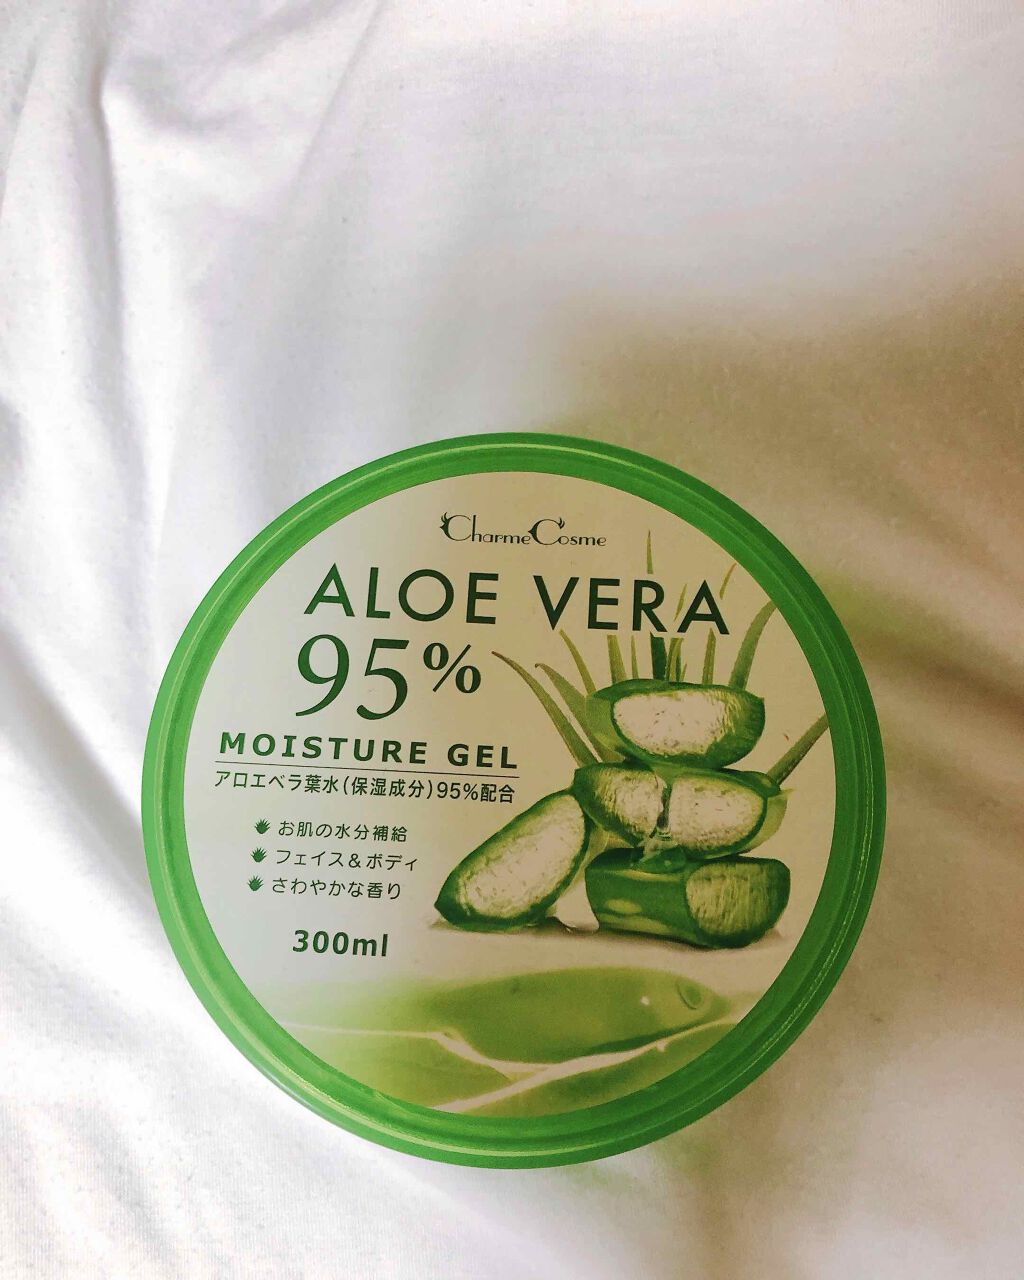 Charme Cosme
ALOE VERA
95%
MOISTURE GEL
アロエベラ葉水(保湿成分)95%配合
お肌の水分補給
フェイス&ボディ
さわやかな香り
300ml